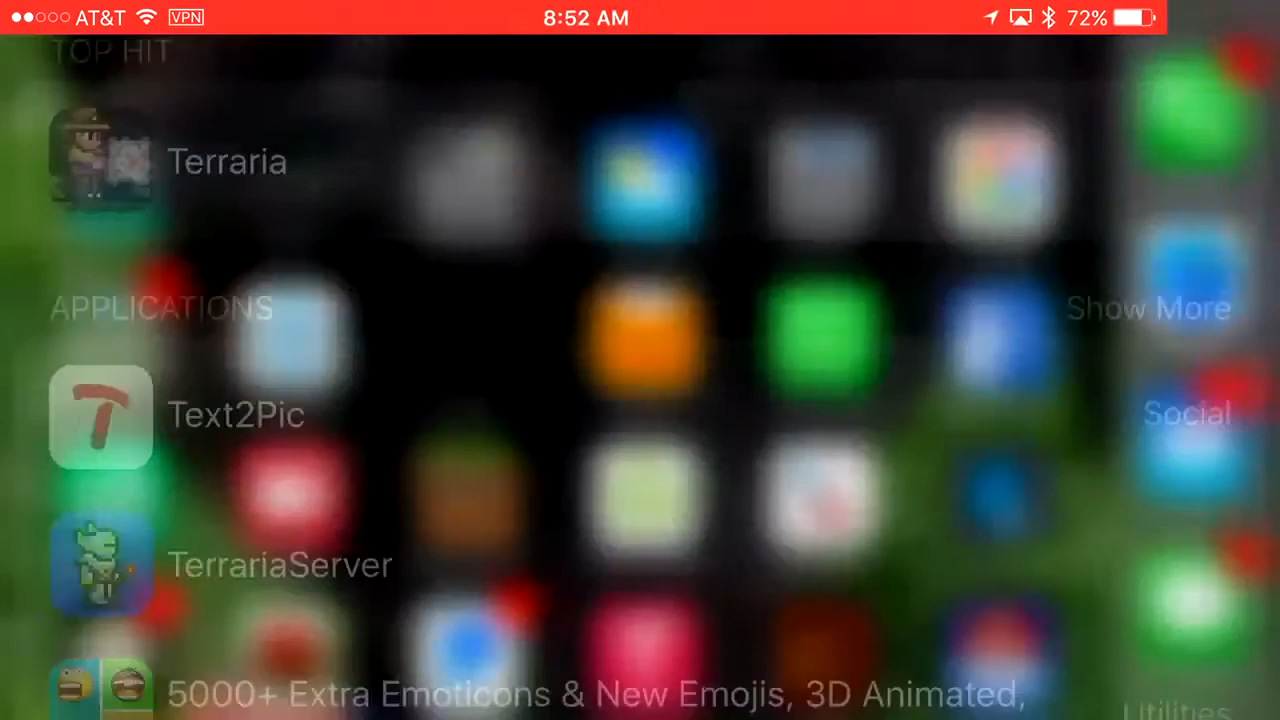 AT&T VPN 8:52 AM 72%
TOP HIT
Terraria
APPLICATIONS Show More
Text2Pic Social
TerrariaServer
5000+ Extra Emoticons & New Emojis, 3D Animated,
Utilities